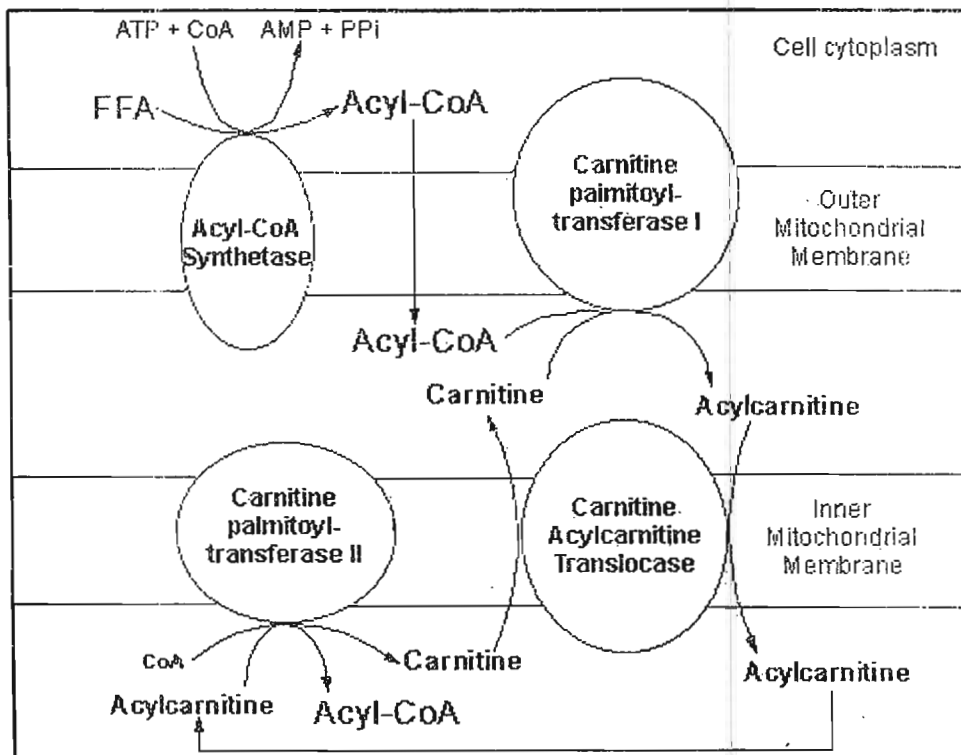 ATP + CoA AMP + PPi
Cell cytoplasm
FFA Acyl-CoA
Carnitine
palmitoyl-
transferase I
Outer
Mitochondrial
Membrane
Acyl-CoA
Synthetase
Acyl-CoA
Carnitine
Acylcarnitine
Carnitine
palmitoyl-
transferase II
Carnitine
Acylcarnitine
Translocase
Inner
Mitochondrial
Membrane
CoA
Carnitine
Acylcarnitine
Acylcarnitine
Acyl-CoA